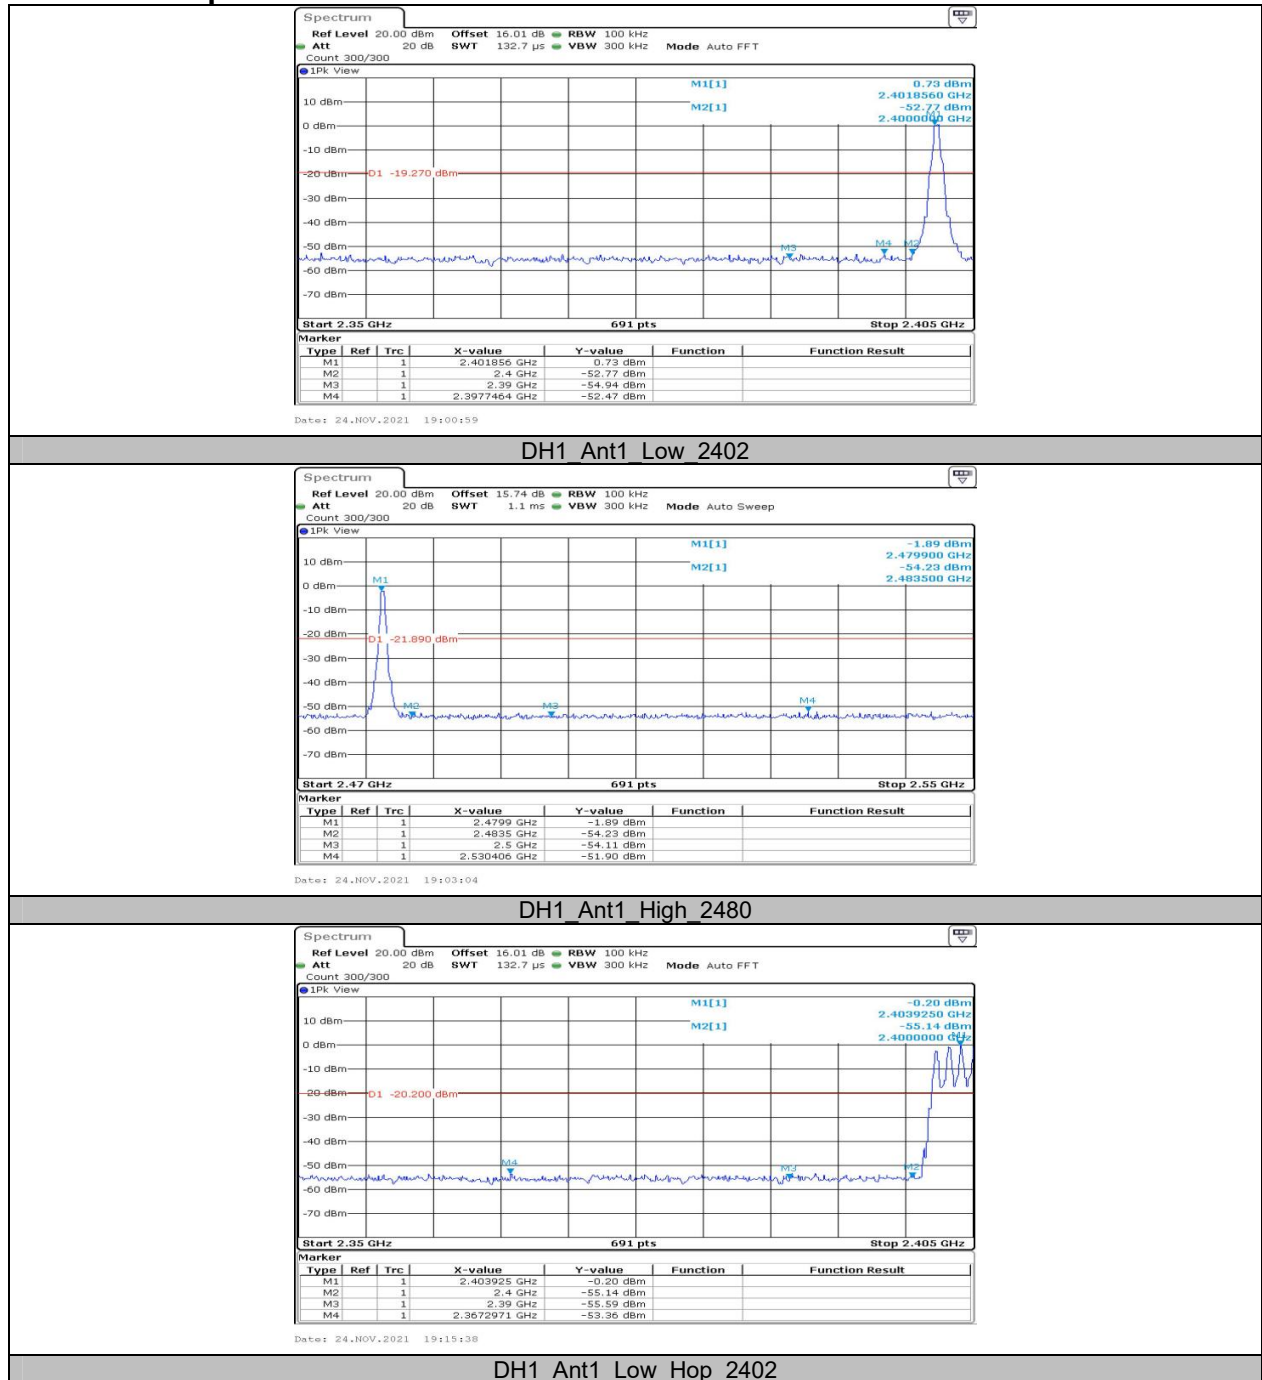 Spectrum
Ref Level 20.00 dBm Offset 16.01 dB RBW 100 kHz
Att 20 dB SWT 132.7 µs VBW 300 kHz Mode Auto FFT
Count 300/300
1Pk View
M1[1] 0.73 dBm
2.4018560 GHz
10 dBm
M2[1] -52.77 dBm
2.4000000 GHz
M1
0 dBm
-10 dBm
-20 dBm D1 -19.270 dBm
-30 dBm
-40 dBm
-50 dBm M3 M4 M2
-60 dBm
-70 dBm
Start 2.35 GHz 691 pts Stop 2.405 GHz
Marker
Type Ref Trc X-value Y-value Function Function Result
M1 1 2.401856 GHz 0.73 dBm
M2 1 2.4 GHz -52.77 dBm
M3 1 2.39 GHz -54.94 dBm
M4 1 2.3977464 GHz -52.47 dBm
Date: 24.NOV.2021 19:00:59
DH1_Ant1_Low_2402
Spectrum
Ref Level 20.00 dBm Offset 15.74 dB RBW 100 kHz
Att 20 dB SWT 1.1 ms VBW 300 kHz Mode Auto Sweep
Count 300/300
1Pk View
M1[1] -1.89 dBm
2.479900 GHz
10 dBm
M2[1] -54.23 dBm
2.483500 GHz
M1
0 dBm
-10 dBm
-20 dBm
D1 -21.890 dBm
-30 dBm
-40 dBm
-50 dBm M2 M3 M4
-60 dBm
-70 dBm
Start 2.47 GHz 691 pts Stop 2.55 GHz
Marker
Type Ref Trc X-value Y-value Function Function Result
M1 1 2.4799 GHz -1.89 dBm
M2 1 2.4835 GHz -54.23 dBm
M3 1 2.5 GHz -54.11 dBm
M4 1 2.530406 GHz -51.90 dBm
Date: 24.NOV.2021 19:03:04
DH1_Ant1_High_2480
Spectrum
Ref Level 20.00 dBm Offset 16.01 dB RBW 100 kHz
Att 20 dB SWT 132.7 µs VBW 300 kHz Mode Auto FFT
Count 300/300
1Pk View
M1[1] -0.20 dBm
2.4039250 GHz
10 dBm
M2[1] -55.14 dBm
2.4000000 GHz
M1
0 dBm
-10 dBm
-20 dBm D1 -20.200 dBm
-30 dBm
-40 dBm
-50 dBm M4 M3 M2
-60 dBm
-70 dBm
Start 2.35 GHz 691 pts Stop 2.405 GHz
Marker
Type Ref Trc X-value Y-value Function Function Result
M1 1 2.403925 GHz -0.20 dBm
M2 1 2.4 GHz -55.14 dBm
M3 1 2.39 GHz -55.59 dBm
M4 1 2.3672971 GHz -53.36 dBm
Date: 24.NOV.2021 19:15:38
DH1_Ant1_Low_Hop_2402